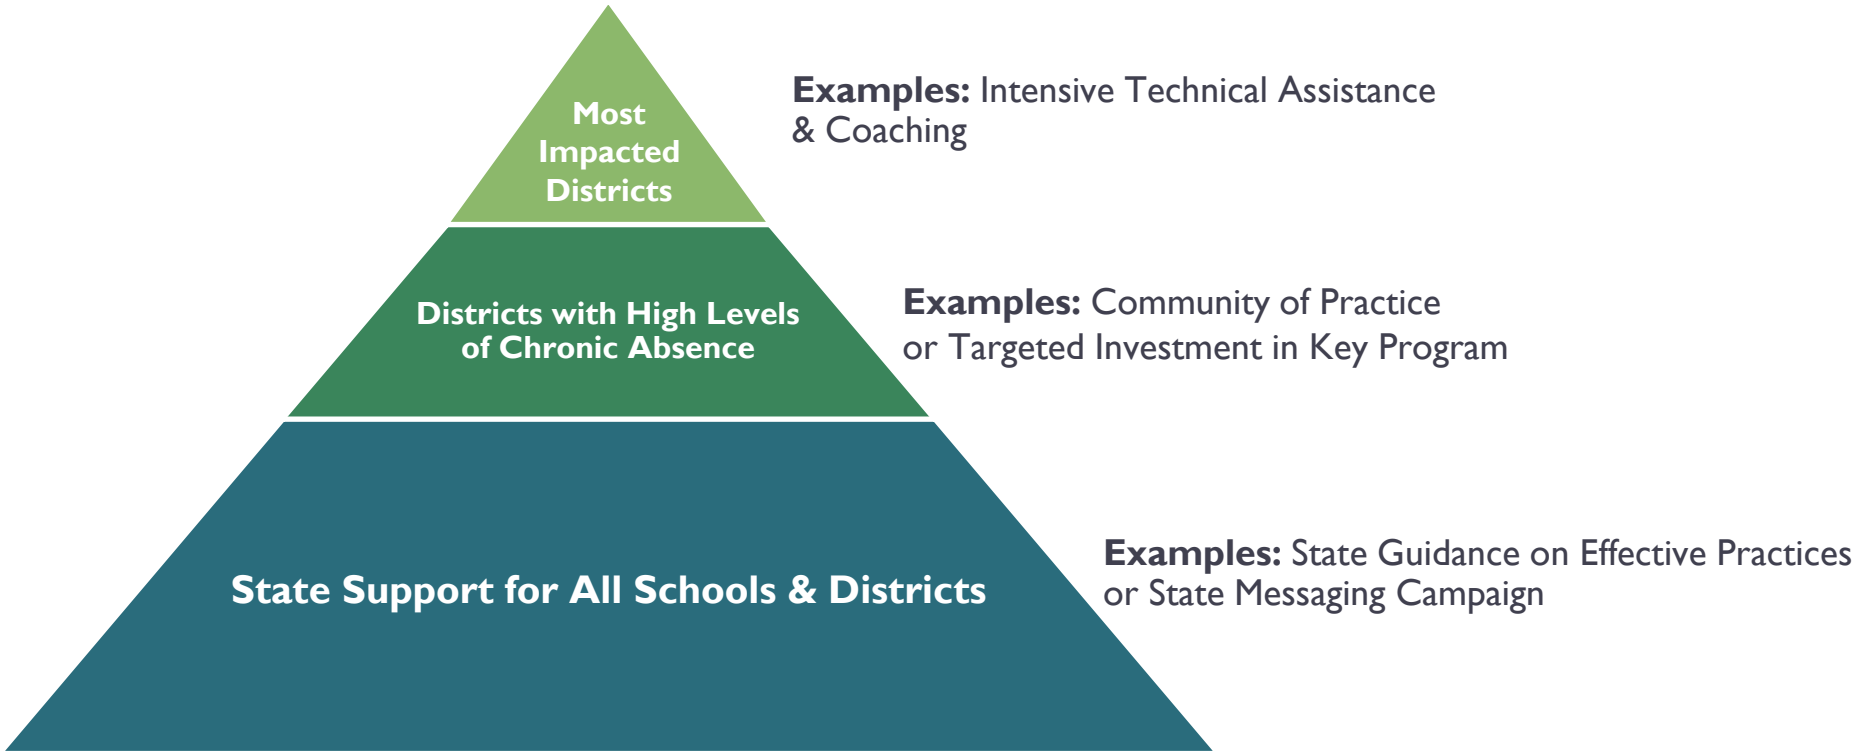 Most
Impacted
Districts
Examples: Intensive Technical Assistance
& Coaching
Districts with High Levels
of Chronic Absence
Examples: Community of Practice
or Targeted Investment in Key Program
State Support for All Schools & Districts
Examples: State Guidance on Effective Practices
or State Messaging Campaign